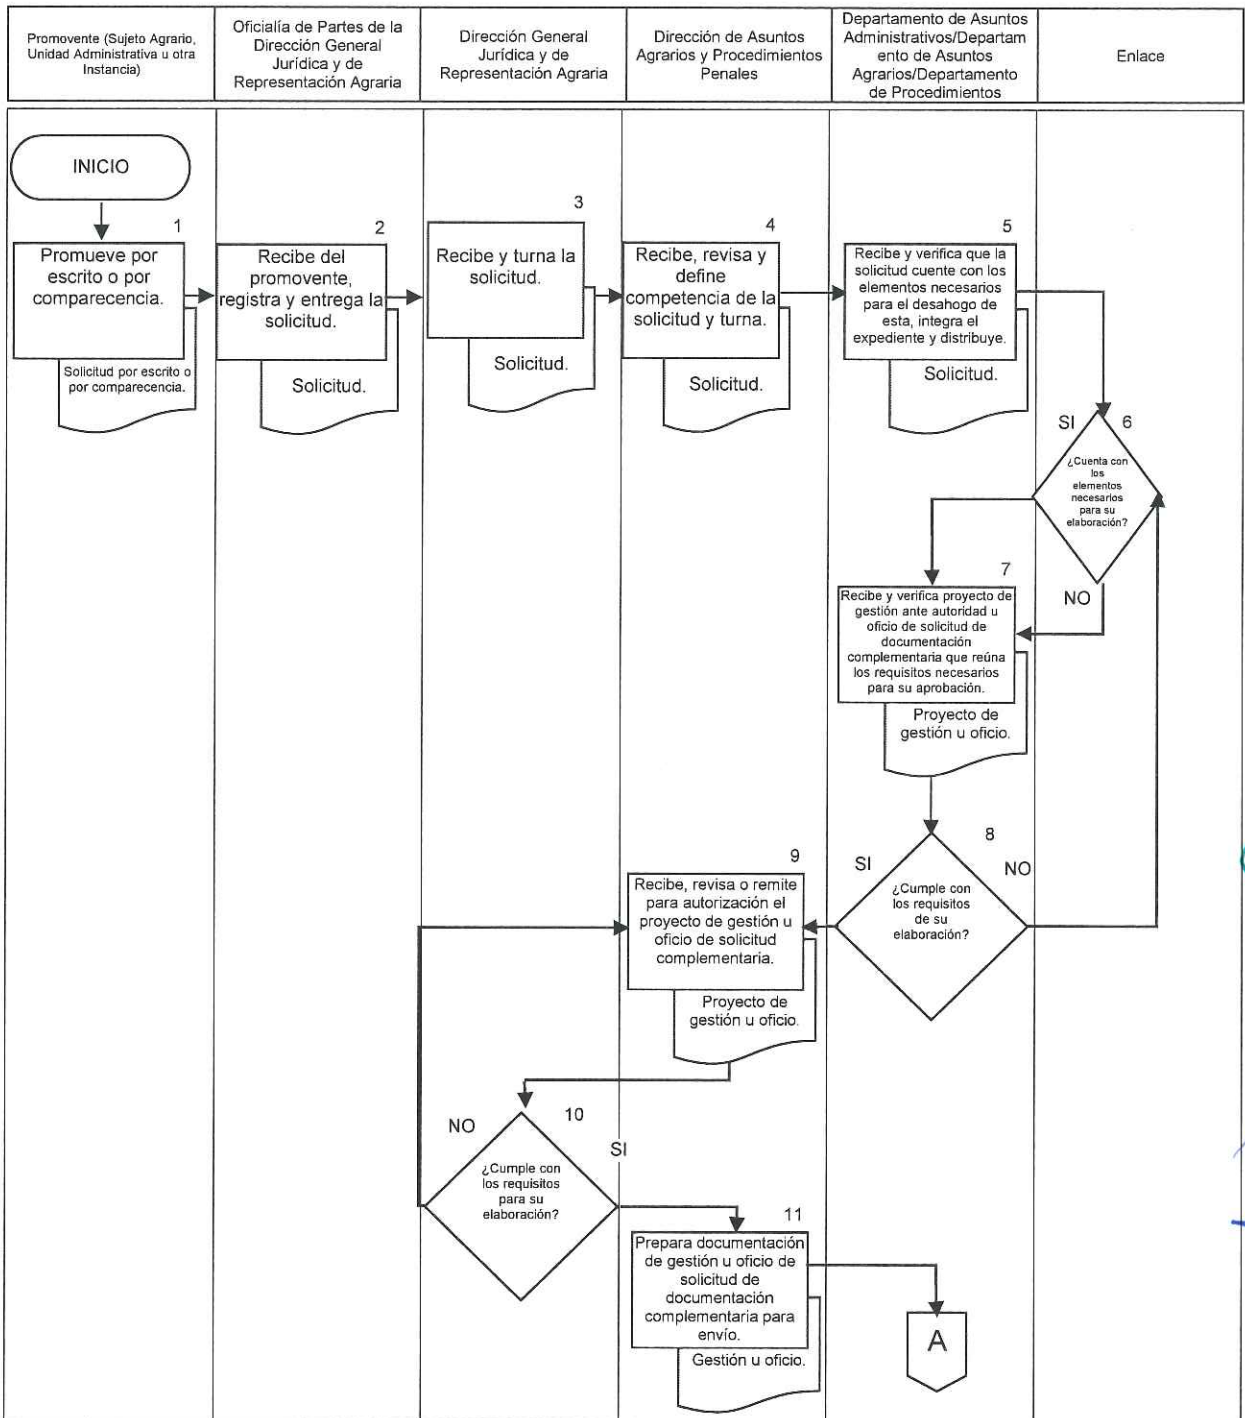 Promovente (Sujeto Agrario,
Unidad Administrativa u otra
Instancia)
Oficialía de Partes de la
Dirección General
Jurídica y de
Representación Agraria
Dirección General
Jurídica y de
Representación Agraria
Dirección de Asuntos
Agrarios y Procedimientos
Penales
Departamento de Asuntos
Administrativos/Departam
ento de Asuntos
Agrarios/Departamento
de Procedimientos
Enlace
INICIO
1
Promueve por
escrito o por
comparecencia.
Solicitud por escrito o
por comparecencia.
2
Recibe del
promovente,
registra y entrega la
solicitud.
Solicitud.
3
Recibe y turna la
solicitud.
Solicitud.
4
Recibe, revisa y
define
competencia de la
solicitud y turna.
Solicitud.
5
Recibe y verifica que la
solicitud cuente con los
elementos necesarios
para el desahogo de
esta, integra el
expediente y distribuye.
Solicitud.
SI
6
¿Cuenta con
los
elementos
necesarios
para su
elaboración?
NO
7
Recibe y verifica proyecto de
gestión ante autoridad u
oficio de solicitud de
documentación
complementaria que reúna
los requisitos necesarios
para su aprobación.
Proyecto de
gestión u oficio.
8
SI
NO
¿Cumple con
los requisitos
de su
elaboración?
9
Recibe, revisa o remite
para autorización el
proyecto de gestión u
oficio de solicitud
complementaria.
Proyecto de
gestión u oficio.
10
NO
SI
¿Cumple con
los requisitos
para su
elaboración?
11
Prepara documentación
de gestión u oficio de
solicitud de
documentación
complementaria para
envío.
Gestión u oficio.
A